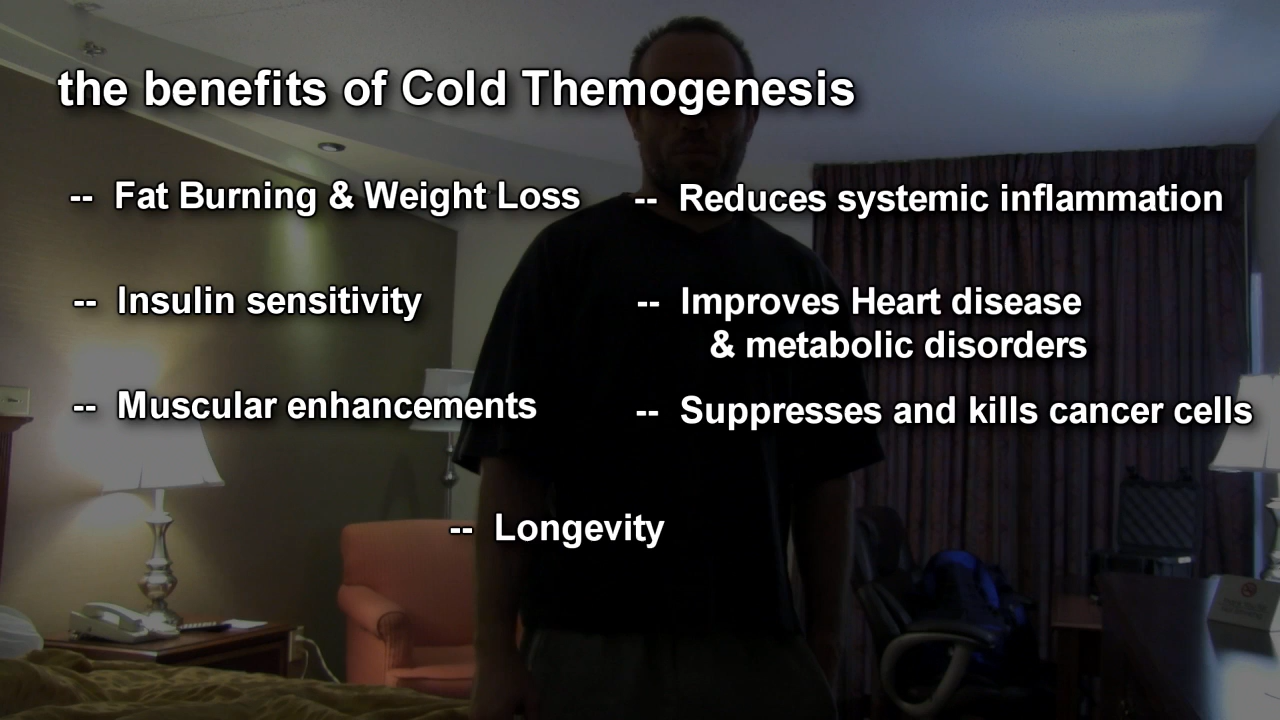 the benefits of Cold Themogenesis
-- Fat Burning & Weight Loss
-- Insulin sensitivity
-- Muscular enhancements
-- Reduces systemic inflammation
-- Improves Heart disease
& metabolic disorders
-- Suppresses and kills cancer cells
-- Longevity